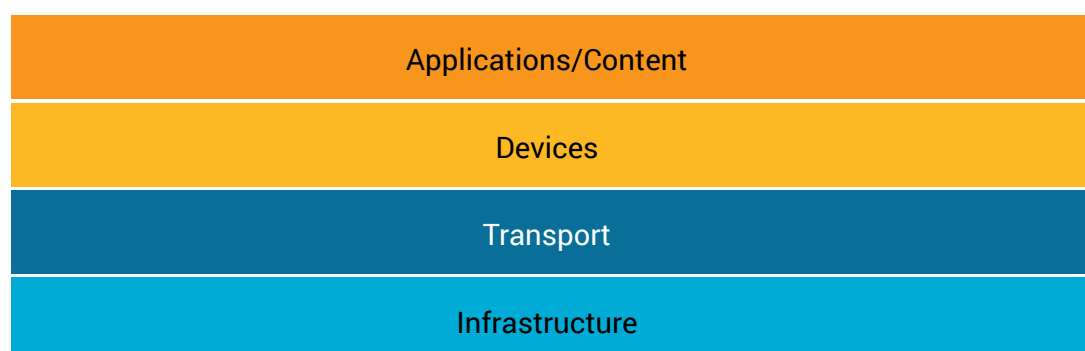 Applications/Content
Devices
Transport
Infrastructure